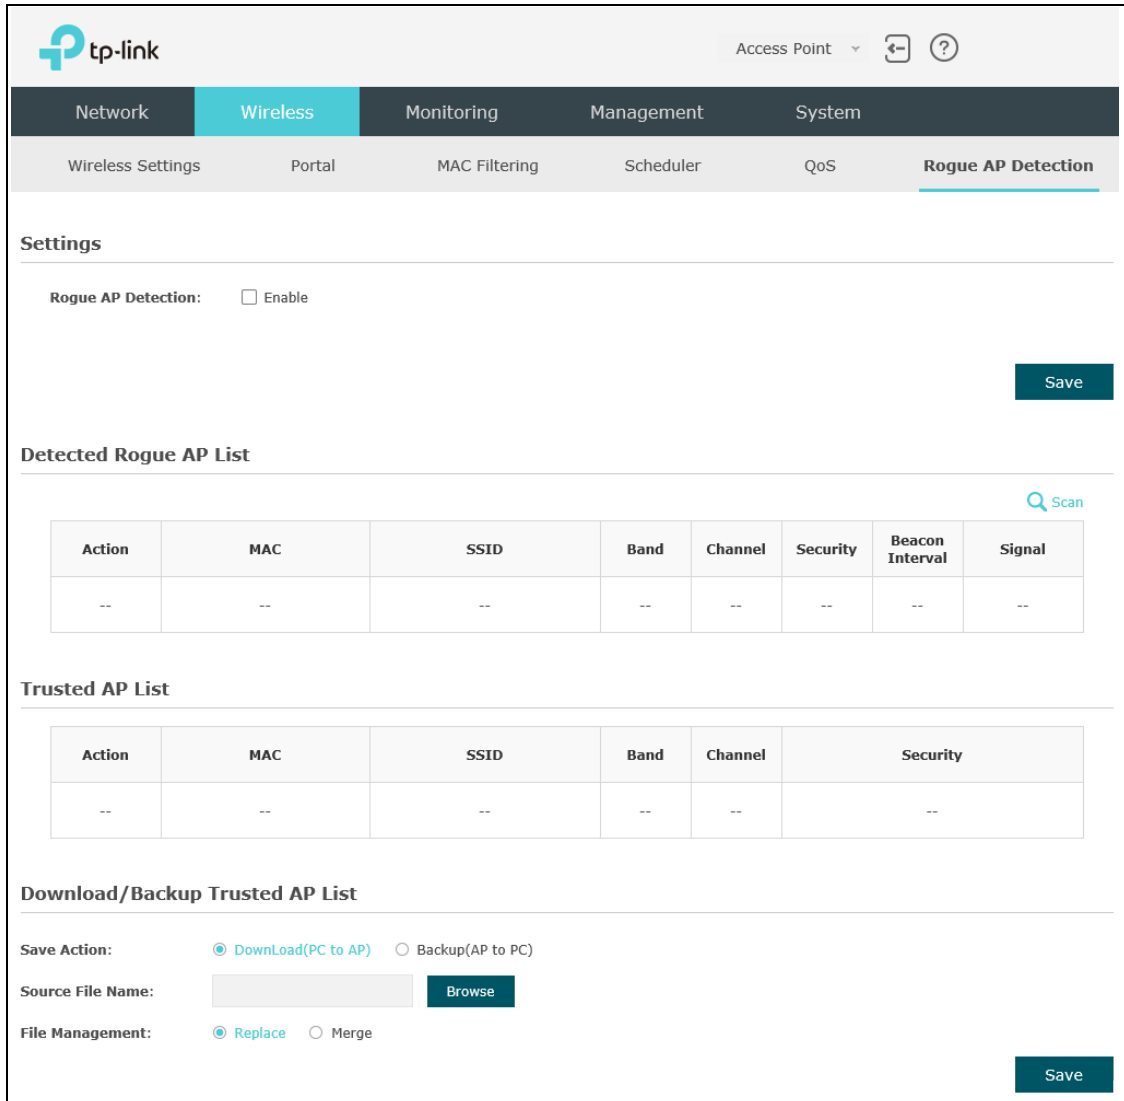 tp-link Access Point ?
Network Wireless Monitoring Management System
Wireless Settings Portal MAC Filtering Scheduler QoS Rogue AP Detection
Settings
Rogue AP Detection: Enable
Save
Detected Rogue AP List
Scan
Action MAC SSID Band Channel Security Beacon Interval Signal
-- -- -- -- -- -- -- --
Trusted AP List
Action MAC SSID Band Channel Security
-- -- -- -- -- --
Download/Backup Trusted AP List
Save Action: DownLoad(PC to AP) Backup(AP to PC)
Source File Name: Browse
File Management: Replace Merge
Save